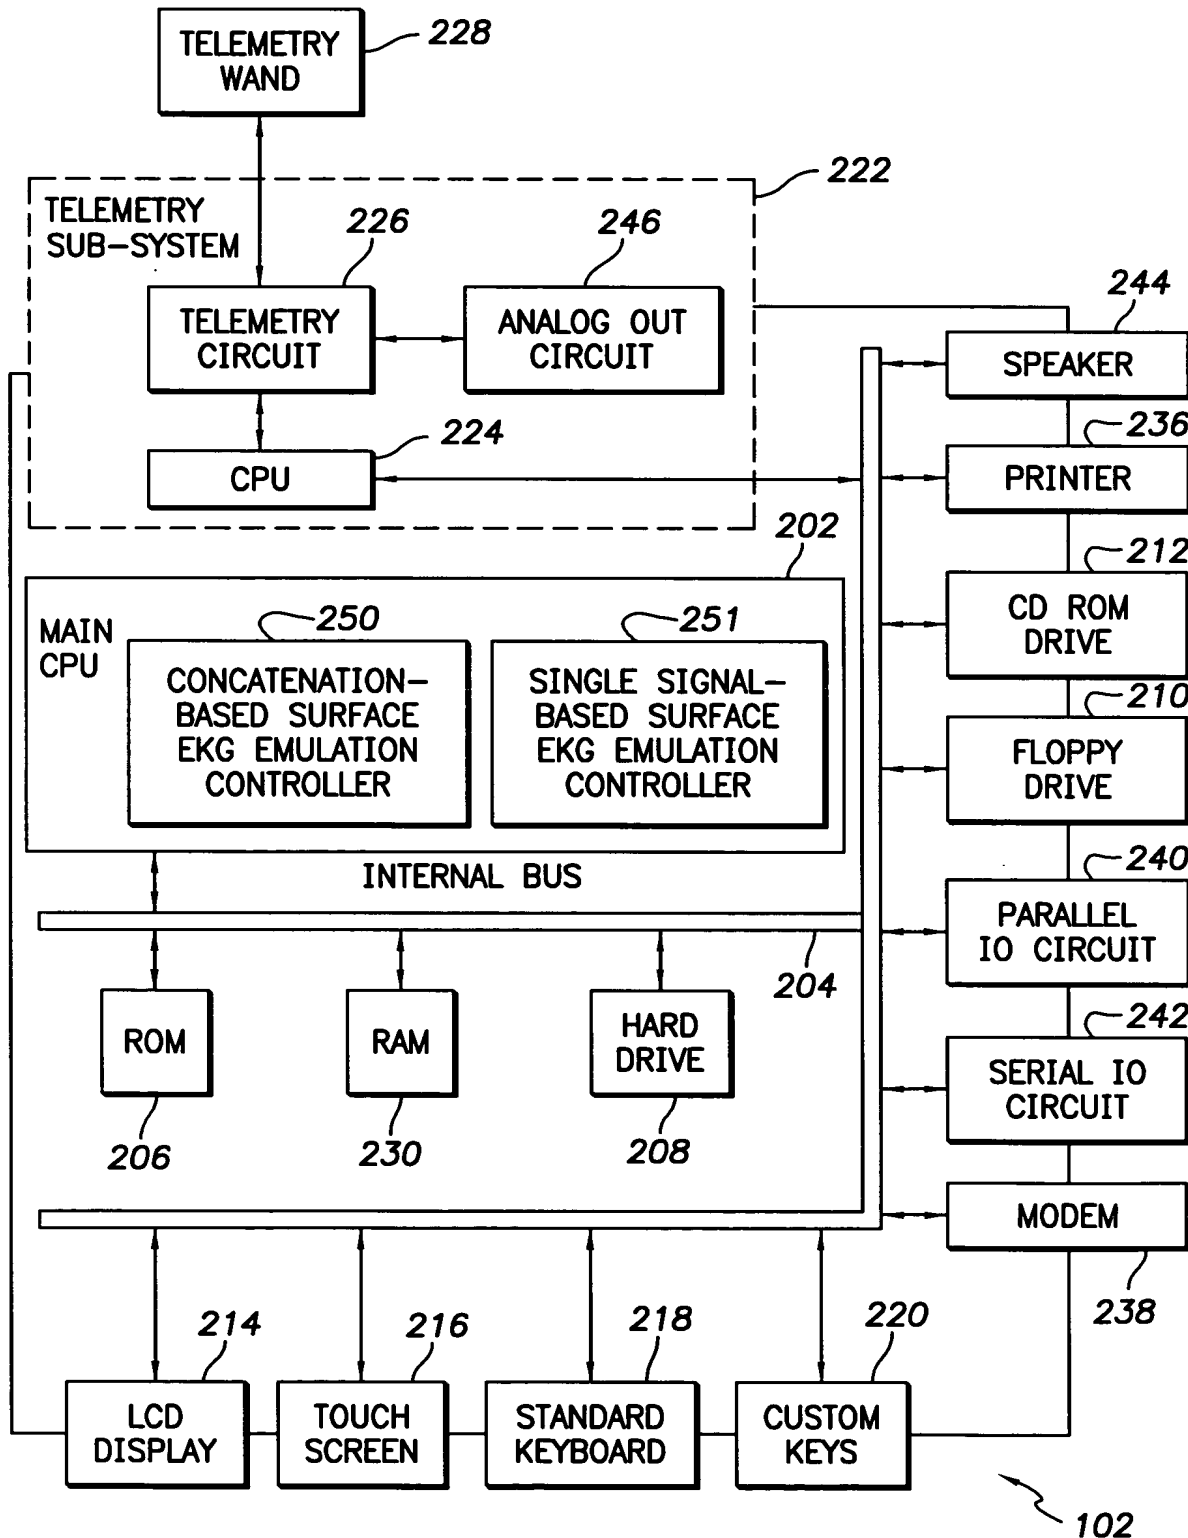 TELEMETRY
WAND
228
222
TELEMETRY
SUB-SYSTEM
226
246
TELEMETRY
CIRCUIT
ANALOG OUT
CIRCUIT
244
SPEAKER
224
CPU
236
PRINTER
202
MAIN
CPU
250
CONCATENATION-
BASED SURFACE
EKG EMULATION
CONTROLLER
251
SINGLE SIGNAL-
BASED SURFACE
EKG EMULATION
CONTROLLER
212
CD ROM
DRIVE
210
FLOPPY
DRIVE
INTERNAL BUS
204
240
PARALLEL
IO CIRCUIT
ROM
206
RAM
230
HARD
DRIVE
208
242
SERIAL IO
CIRCUIT
MODEM
238
214
LCD
DISPLAY
216
TOUCH
SCREEN
218
STANDARD
KEYBOARD
220
CUSTOM
KEYS
102